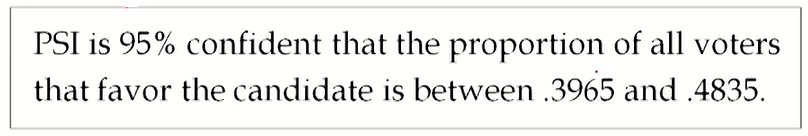 PSI is 95% confident that the proportion of all voters
that favor the candidate is between .3965 and .4835.